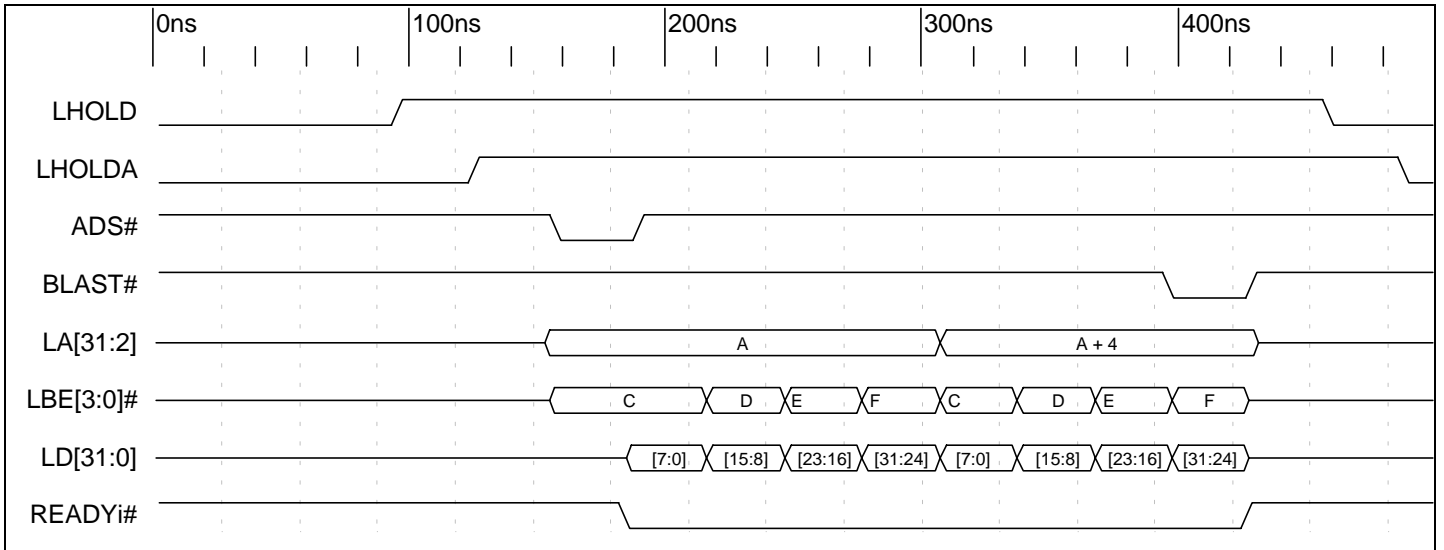 0ns 100ns 200ns 300ns 400ns
LHOLD
LHOLDA
ADS#
BLAST#
LA[31:2] A A + 4
LBE[3:0]# C D E F C D E F
LD[31:0] [7:0] [15:8] [23:16] [31:24] [7:0] [15:8] [23:16] [31:24]
READYi#